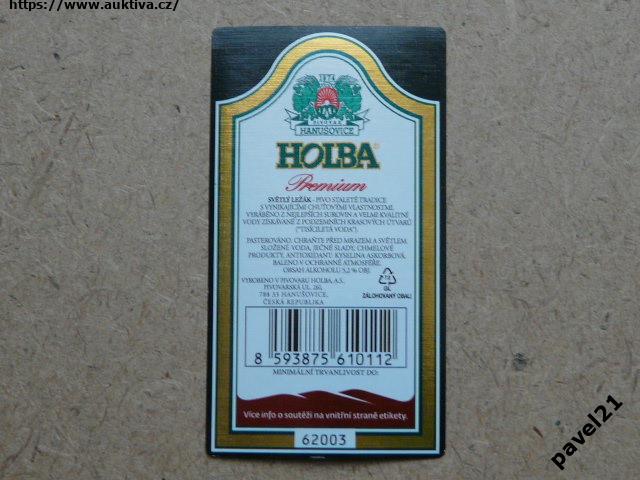 https://www.auktiva.cz/
1874
PIVOVAR
HANUŠOVICE
HOLBA
Premium
SVĚTLÝ LEŽÁK - PIVO STALETÉ TRADICE
S VYNIKAJÍCÍMI CHUŤOVÝMI VLASTNOSTMI,
VYRÁBĚNO Z NEJLEPŠÍCH SUROVIN A VELMI KVALITNÍ
VODY ZÍSKÁVANÉ Z PODZEMNÍCH KRASOVÝCH ÚTVARŮ
("TISÍCILETÁ VODA").
PASTEROVÁNO. CHRAŇTE PŘED MRAZEM A SVĚTLEM.
SLOŽENÍ: VODA, JEČNÉ SLADY, CHMELOVÉ
PRODUKTY, ANTIOXIDANT: KYSELINA ASKORBOVÁ,
BALENO V OCHRANNÉ ATMOSFÉŘE.
OBSAH ALKOHOLU 5,2 % OBJ.
VYROBENO V PIVOVARU HOLBA, A.S.,
PIVOVARSKÁ UL. 261,
788 33 HANUŠOVICE,
ČESKÁ REPUBLIKA
GL
ZÁLOHOVANÝ OBAL!
8 593875 610112
MINIMÁLNÍ TRVANLIVOST DO:
Více info o soutěži na vnitřní straně etikety.
62003
pavel21